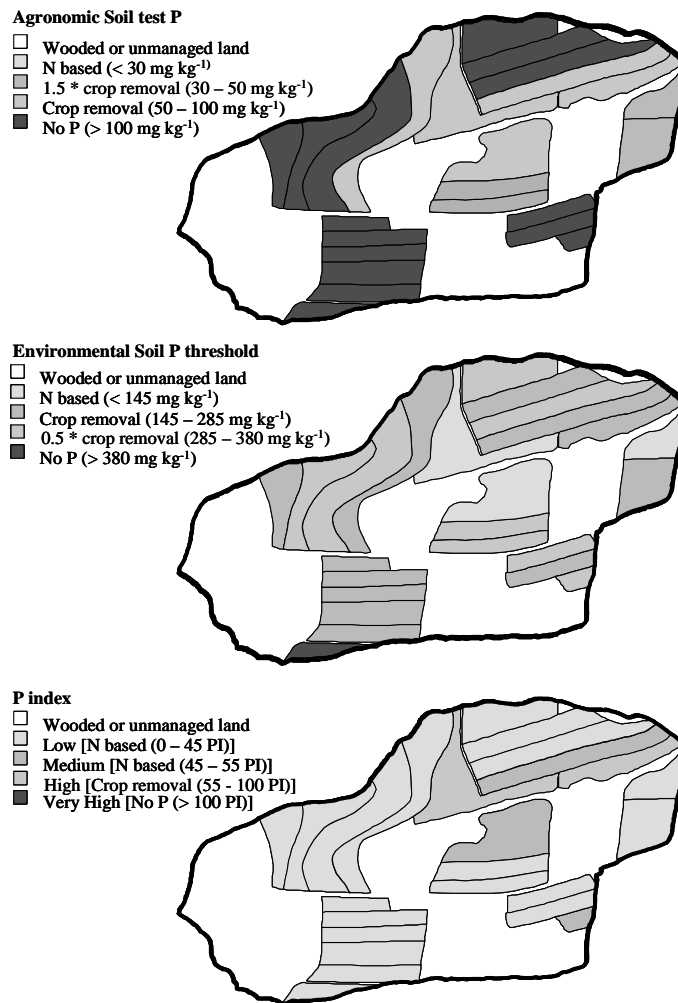 Agronomic Soil test P
Wooded or unmanaged land
N based (< 30 mg kg⁻¹)
1.5 * crop removal (30 – 50 mg kg⁻¹)
Crop removal (50 – 100 mg kg⁻¹)
No P (> 100 mg kg⁻¹)
Environmental Soil P threshold
Wooded or unmanaged land
N based (< 145 mg kg⁻¹)
Crop removal (145 – 285 mg kg⁻¹)
0.5 * crop removal (285 – 380 mg kg⁻¹)
No P (> 380 mg kg⁻¹)
P index
Wooded or unmanaged land
Low [N based (0 – 45 PI)]
Medium [N based (45 – 55 PI)]
High [Crop removal (55 - 100 PI)]
Very High [No P (> 100 PI)]